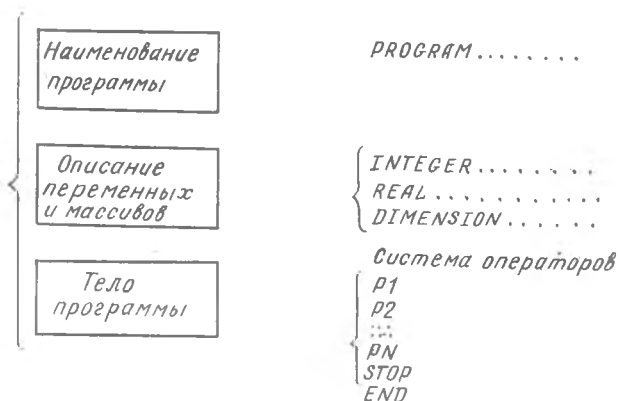 Наименование
программы
PROGRAM........
Описание
переменных
и массивов
INTEGER........
REAL............
DIMENSION......
Тело
программы
Система операторов
P1
P2
...
PN
STOP
END